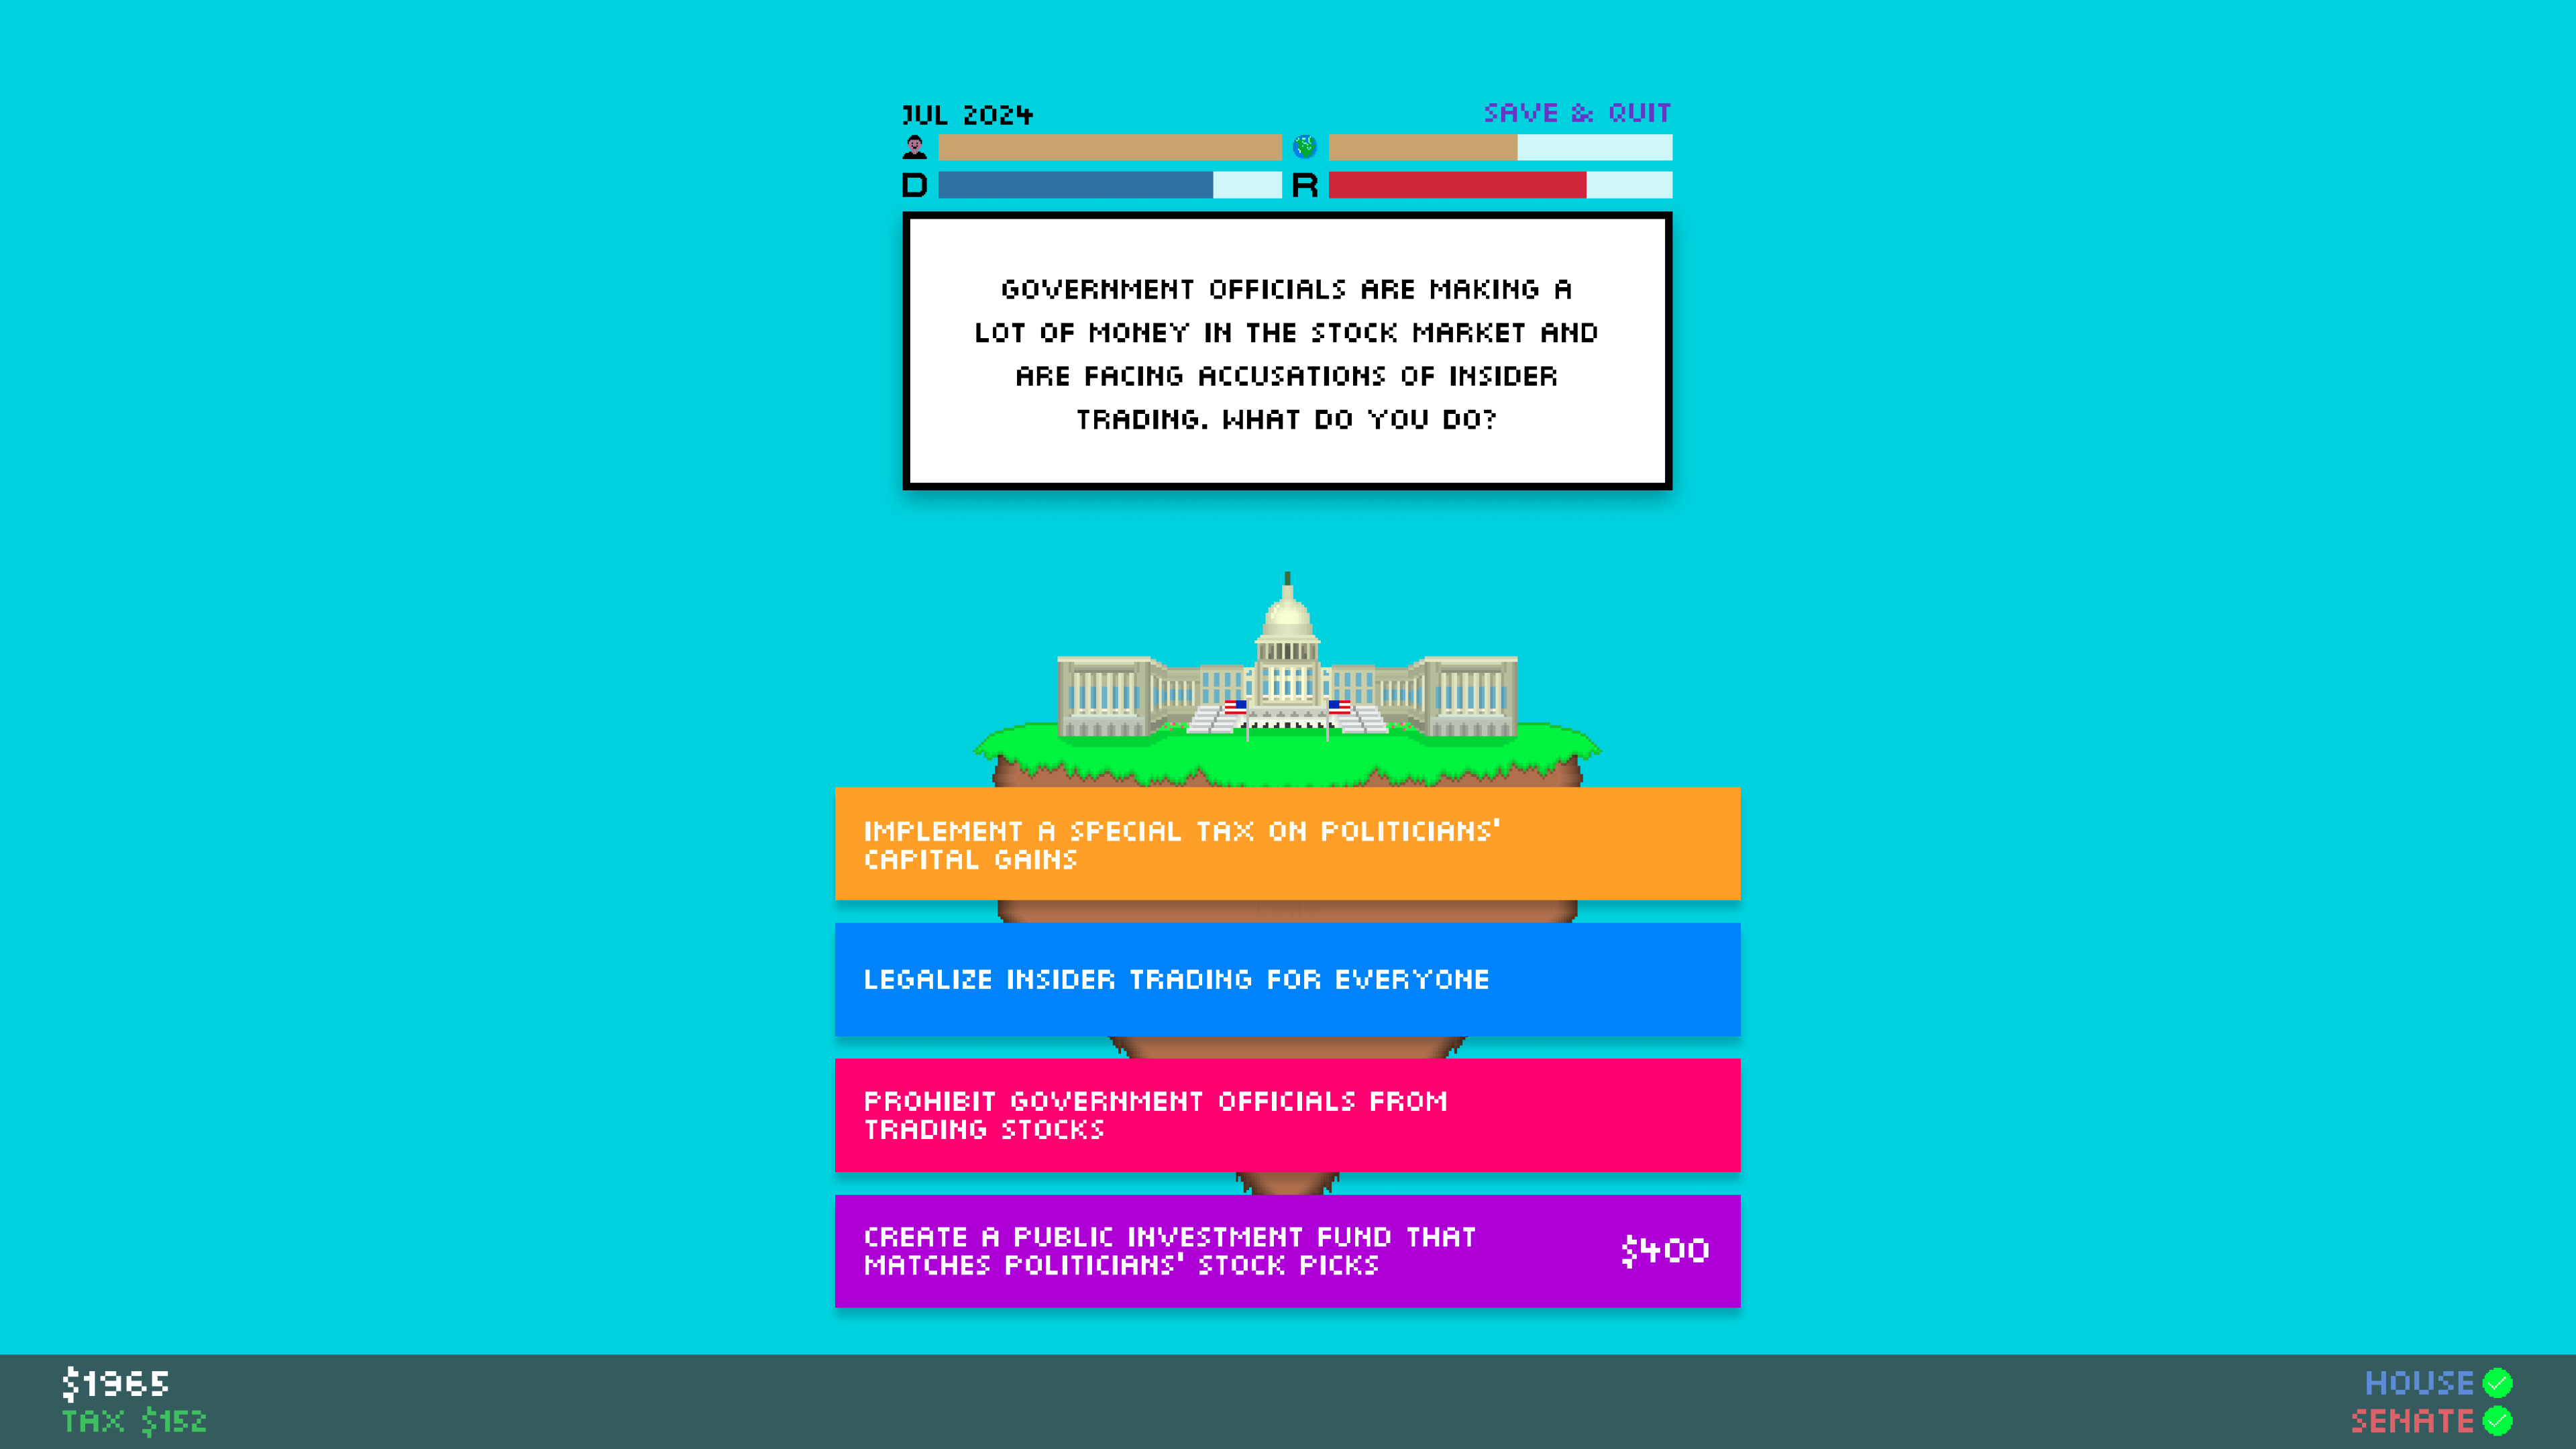 JUL 2024
SAVE & QUIT
D
R
GOVERNMENT OFFICIALS ARE MAKING A
LOT OF MONEY IN THE STOCK MARKET AND
ARE FACING ACCUSATIONS OF INSIDER
TRADING. WHAT DO YOU DO?
IMPLEMENT A SPECIAL TAX ON POLITICIANS'
CAPITAL GAINS
LEGALIZE INSIDER TRADING FOR EVERYONE
PROHIBIT GOVERNMENT OFFICIALS FROM
TRADING STOCKS
CREATE A PUBLIC INVESTMENT FUND THAT
MATCHES POLITICIANS' STOCK PICKS
$400
$1965
TAX $152
HOUSE
SENATE